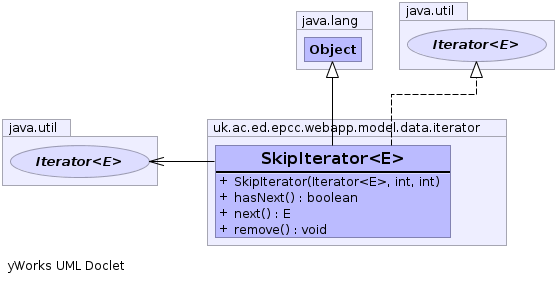 java.lang
Object
java.util
Iterator<E>
java.util
Iterator<E>
uk.ac.ed.epcc.webapp.model.data.iterator
SkipIterator<E>
+ SkipIterator(Iterator<E>, int, int)
+ hasNext() : boolean
+ next() : E
+ remove() : void
yWorks UML Doclet